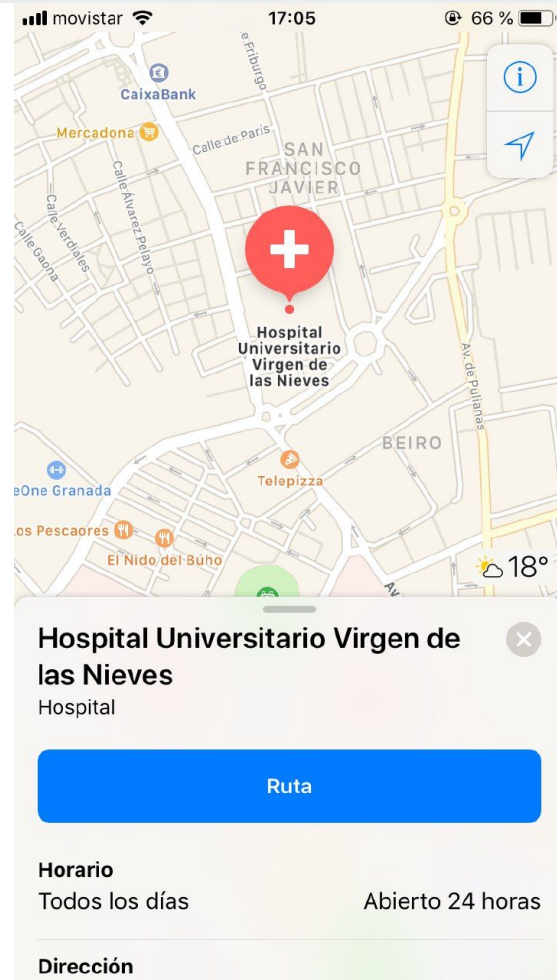 movistar 17:05 66 %
e Friburgo
CaixaBank
Mercadona
Calle de París
SAN
FRANCISCO
JAVIER
Calle Álvarez Pelayo
Calle Verdiales
Calle Gaona
Hospital
Universitario
Virgen de
las Nieves
Av. de Pulianas
BEIRO
Telepizza
eOne Granada
os Pescaores
El Nido del Búho
18°
Av
Hospital Universitario Virgen de
las Nieves
Hospital
Ruta
Horario
Todos los días Abierto 24 horas
Dirección